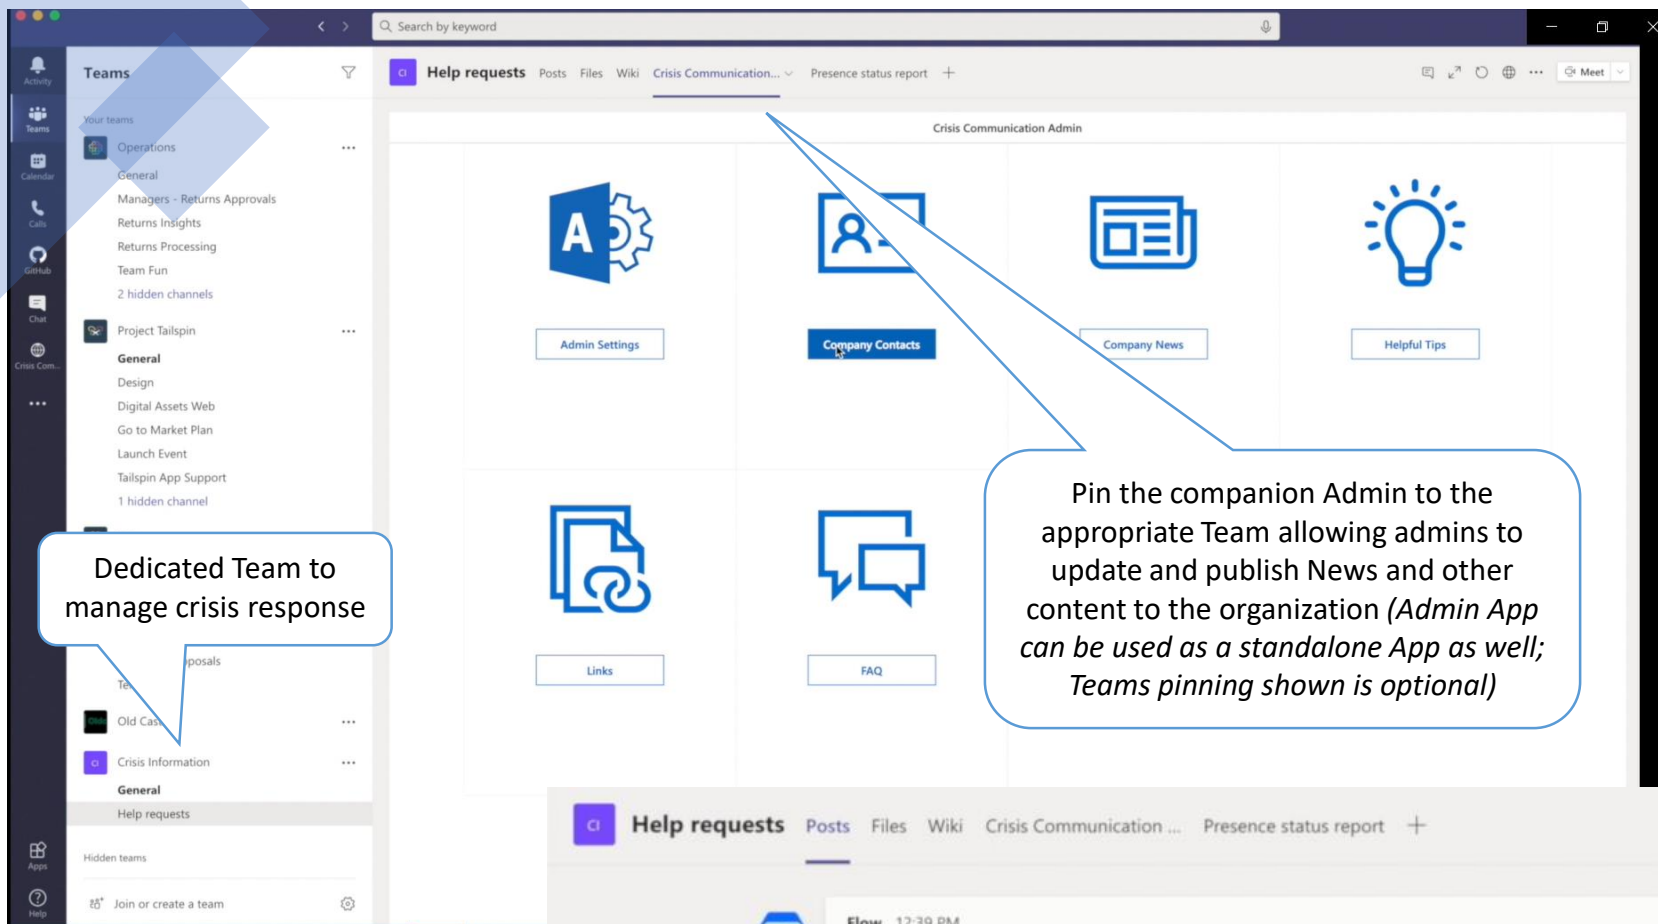 Search by keyword
Activity
Teams
Calendar
Calls
GitHub
Chat
Crisis Com...
Apps
Help
Teams
Your teams
Operations
General
Managers - Returns Approvals
Returns Insights
Returns Processing
Team Fun
2 hidden channels
Project Tailspin
General
Design
Digital Assets Web
Go to Market Plan
Launch Event
Tailspin App Support
1 hidden channel
Dedicated Team to
manage crisis response
Old
CI Crisis Information
General
Help requests
Hidden teams
Join or create a team
CI Help requests Posts Files Wiki Crisis Communication... Presence status report +
Meet
Crisis Communication Admin
A
Admin Settings
Company Contacts
Company News
Helpful Tips
Links
FAQ
Pin the companion Admin to the
appropriate Team allowing admins to
update and publish News and other
content to the organization (Admin App
can be used as a standalone App as well;
Teams pinning shown is optional)
CI Help requests Posts Files Wiki Crisis Communication ... Presence status report +
Flow 12:39 PM